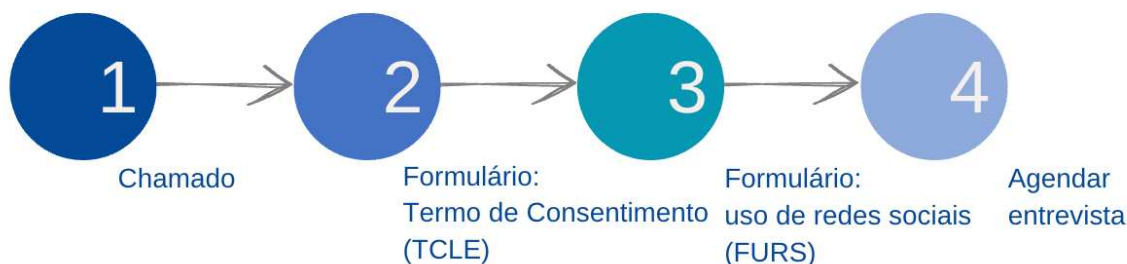 1
2
3
4
Chamado
Formulário:
Termo de Consentimento
(TCLE)
Formulário:
uso de redes sociais
(FURS)
Agendar
entrevista